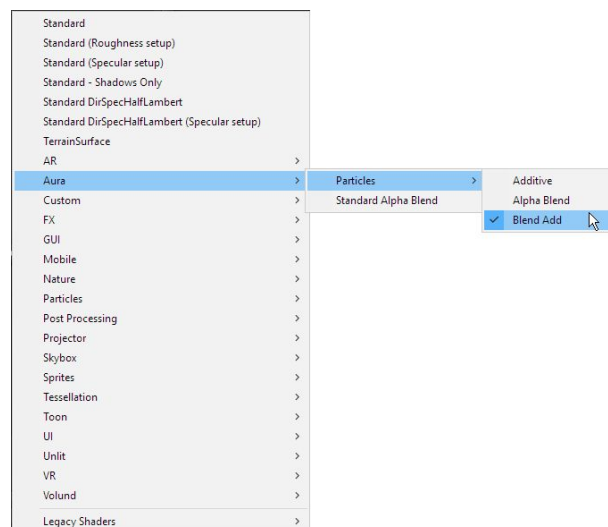 Standard
Standard (Roughness setup)
Standard (Specular setup)
Standard - Shadows Only
Standard DirSpecHalfLambert
Standard DirSpecHalfLambert (Specular setup)
TerrainSurface
AR
Aura
Custom
FX
GUI
Mobile
Nature
Particles
Post Processing
Projector
Skybox
Sprites
Tessellation
Toon
UI
Unlit
VR
Volund
Legacy Shaders
Particles
Standard Alpha Blend
Additive
Alpha Blend
Blend Add